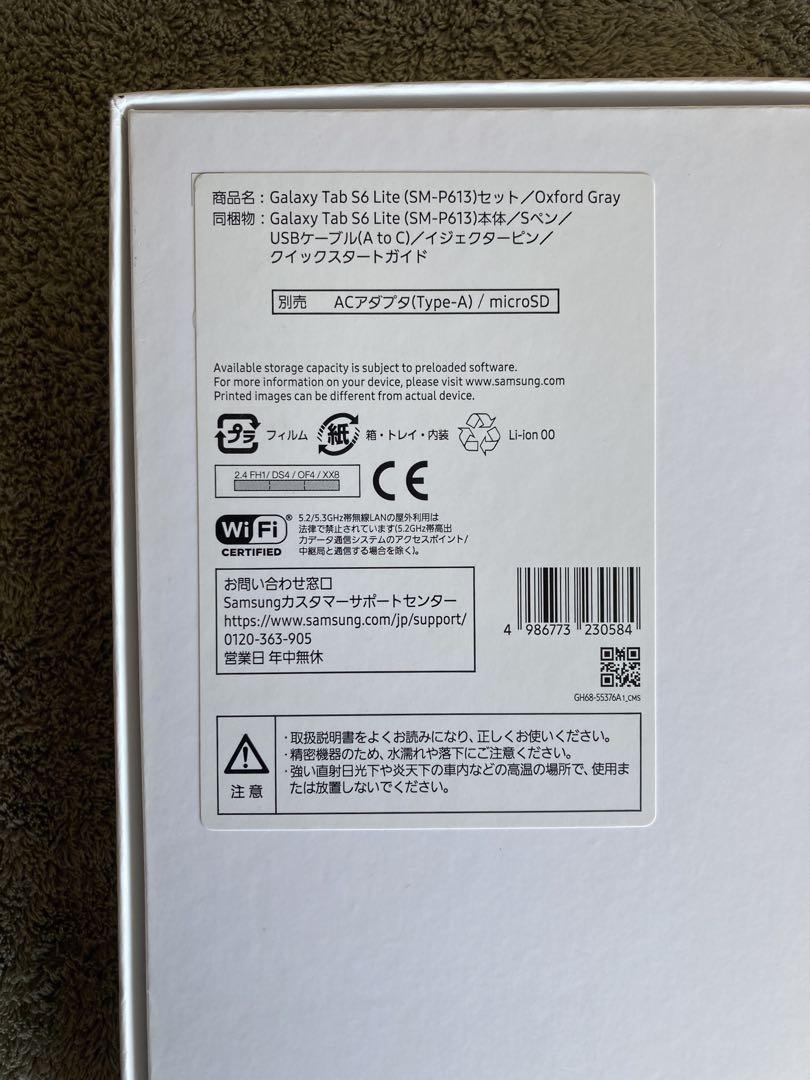 商品名：Galaxy Tab S6 Lite (SM-P613)セット／Oxford Gray
同梱物：Galaxy Tab S6 Lite (SM-P613)本体／Sペン／
USBケーブル(A to C)／イジェクターピン／
クイックスタートガイド
別売 ACアダプタ(Type-A) / microSD
Available storage capacity is subject to preloaded software.
For more information on your device, please visit www.samsung.com
Printed images can be different from actual device.
プラ フィルム 紙 箱・トレイ・内装 Li-ion 00
2.4 FH1/ DS4 / OF4 / XX8
CE
Wi Fi ®
CERTIFIED
5.2/5.3GHz帯無線LANの屋外利用は
法律で禁止されています(5.2GHz帯高出
力データ通信システムのアクセスポイント/
中継局と通信する場合を除く)。
お問い合わせ窓口
Samsungカスタマーサポートセンター
https://www.samsung.com/jp/support/
0120-363-905
営業日 年中無休
4 986773 230584
GH68-55376A 1_CMS
注意
・取扱説明書をよくお読みになり、正しくお使いください。
・精密機器のため、水濡れや落下にご注意ください。
・強い直射日光下や炎天下の車内などの高温の場所で、使用ま
たは放置しないでください。